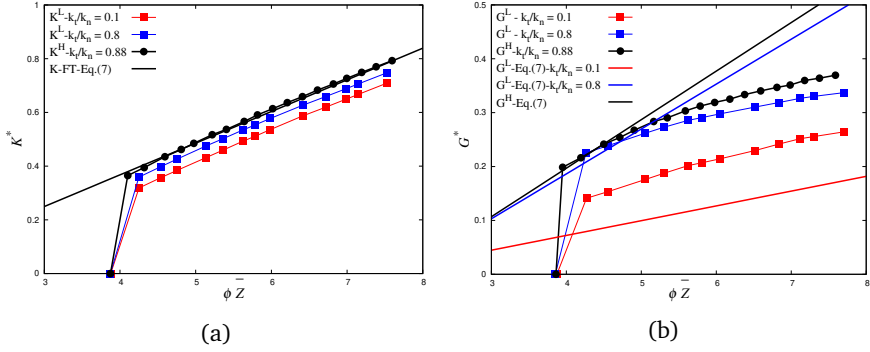 K^L-k_t/k_n = 0.1
K^L-k_t/k_n = 0.8
K^H-k_t/k_n = 0.88
K-FT-Eq.(7)
1
0.8
0.6
0.4
0.2
0
K^*
3 4 5 6 7 8
ϕ Z̄
(a)
G^L - k_t/k_n = 0.1
G^L - k_t/k_n = 0.8
G^H-k_t/k_n = 0.88
G^L-Eq.(7)-k_t/k_n = 0.1
G^L-Eq.(7)-k_t/k_n = 0.8
G^H-Eq.(7)
0.5
0.4
0.3
0.2
0.1
0
G^*
3 4 5 6 7 8
ϕ Z̄
(b)